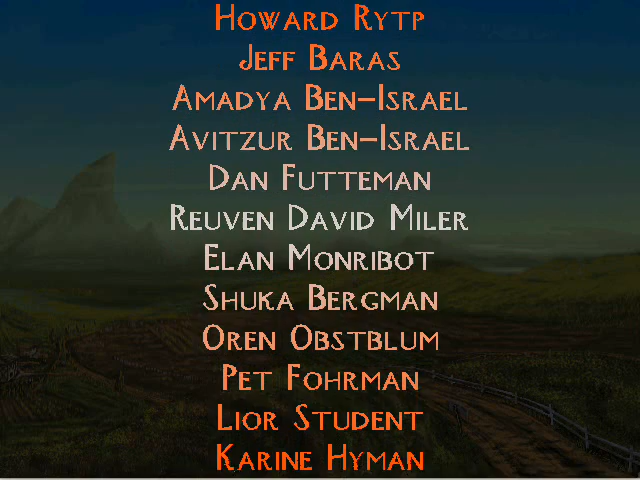 Howard Rytp
Jeff Baras
Amadya Ben-Israel
Avitzur Ben-Israel
Dan Futteman
Reuven David Miler
Elan Monribot
Shuka Bergman
Oren Obstblum
Pet Fohrman
Lior Student
Karine Hyman